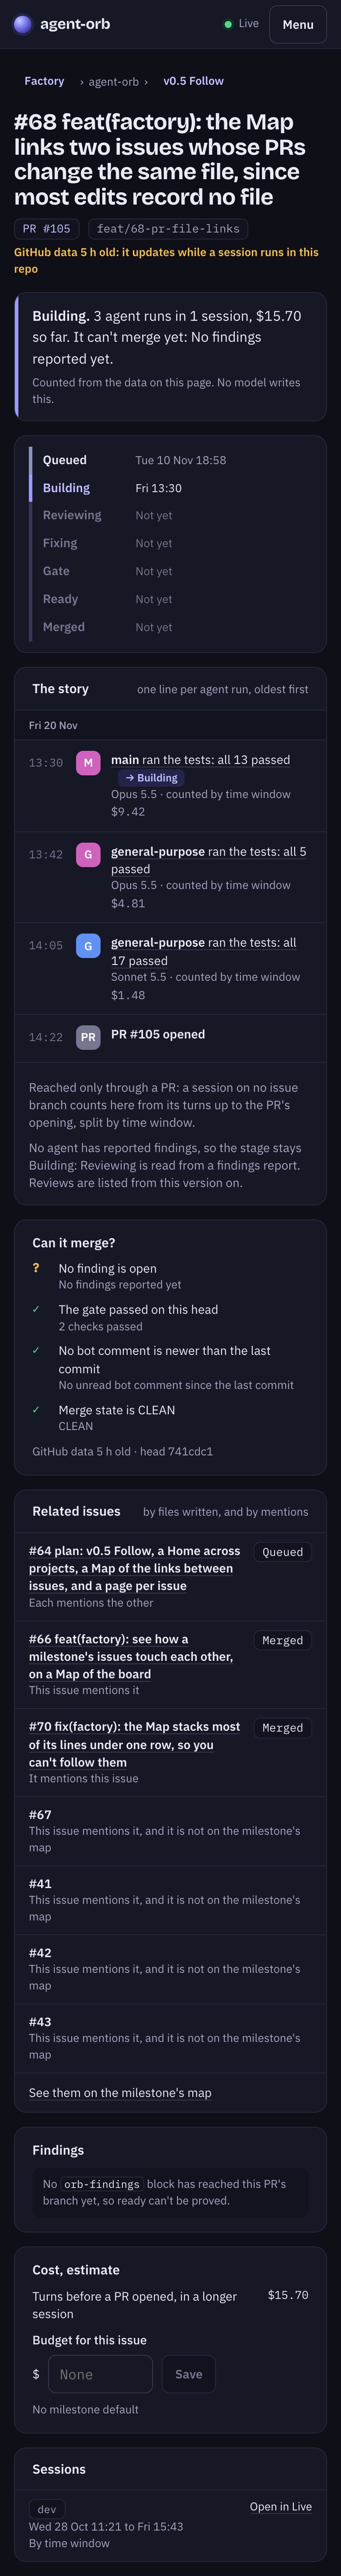 agent-orb
Live
Menu
Factory › agent-orb › v0.5 Follow
#68 feat(factory): the Map
links two issues whose PRs
change the same file, since
most edits record no file
PR #105
feat/68-pr-file-links
GitHub data 5 h old: it updates while a session runs in this
repo
Building. 3 agent runs in 1 session, $15.70
so far. It can't merge yet: No findings
reported yet.
Counted from the data on this page. No model writes
this.
Queued Tue 10 Nov 18:58
Building Fri 13:30
Reviewing Not yet
Fixing Not yet
Gate Not yet
Ready Not yet
Merged Not yet
The story one line per agent run, oldest first
Fri 20 Nov
13:30 M main ran the tests: all 13 passed
→ Building
Opus 5.5 · counted by time window
$9.42
13:42 G general-purpose ran the tests: all 5
passed
Opus 5.5 · counted by time window
$4.81
14:05 G general-purpose ran the tests: all
17 passed
Sonnet 5.5 · counted by time window
$1.48
14:22 PR PR #105 opened
Reached only through a PR: a session on no issue
branch counts here from its turns up to the PR's
opening, split by time window.
No agent has reported findings, so the stage stays
Building: Reviewing is read from a findings report.
Reviews are listed from this version on.
Can it merge?
? No finding is open
No findings reported yet
✓ The gate passed on this head
2 checks passed
✓ No bot comment is newer than the last
commit
No unread bot comment since the last commit
✓ Merge state is CLEAN
CLEAN
GitHub data 5 h old · head 741cdc1
Related issues by files written, and by mentions
#64 plan: v0.5 Follow, a Home across
projects, a Map of the links between
issues, and a page per issue
Queued
Each mentions the other
#66 feat(factory): see how a
milestone's issues touch each other,
on a Map of the board
Merged
This issue mentions it
#70 fix(factory): the Map stacks most
of its lines under one row, so you
can't follow them
Merged
It mentions this issue
#67
This issue mentions it, and it is not on the milestone's
map
#41
This issue mentions it, and it is not on the milestone's
map
#42
This issue mentions it, and it is not on the milestone's
map
#43
This issue mentions it, and it is not on the milestone's
map
See them on the milestone's map
Findings
No orb-findings block has reached this PR's
branch yet, so ready can't be proved.
Cost, estimate
Turns before a PR opened, in a longer
session
$15.70
Budget for this issue
$ None Save
No milestone default
Sessions
dev
Open in Live
Wed 28 Oct 11:21 to Fri 15:43
By time window